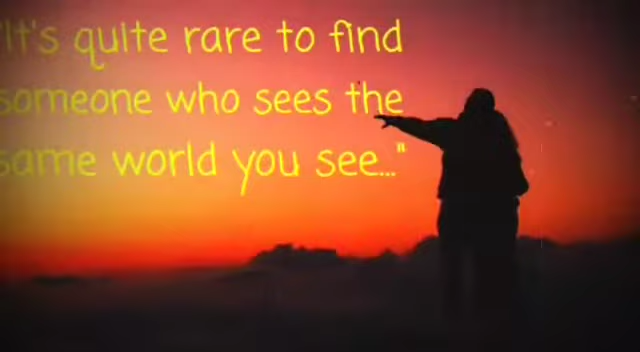 "It's quite rare to find
someone who sees the
same world you see..."